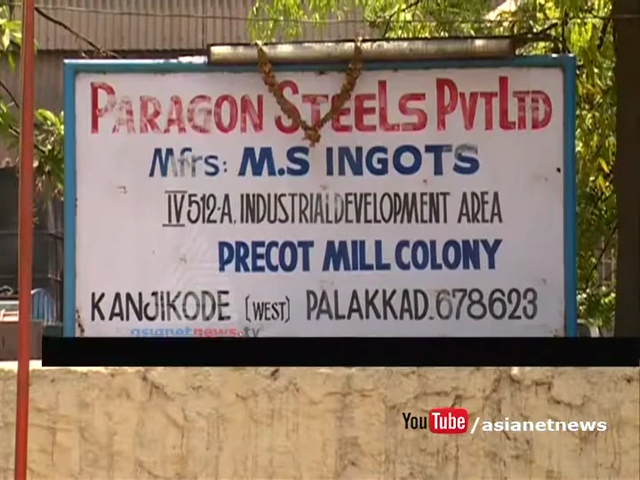 PARAGON STEELS PVT LTD
Mfrs: M.S INGOTS
IV 512-A, INDUSTRIAL DEVELOPMENT AREA
PRECOT MILL COLONY
KANJIKODE (WEST) PALAKKAD.678623
asianetnews.tv
YouTube /asianetnews